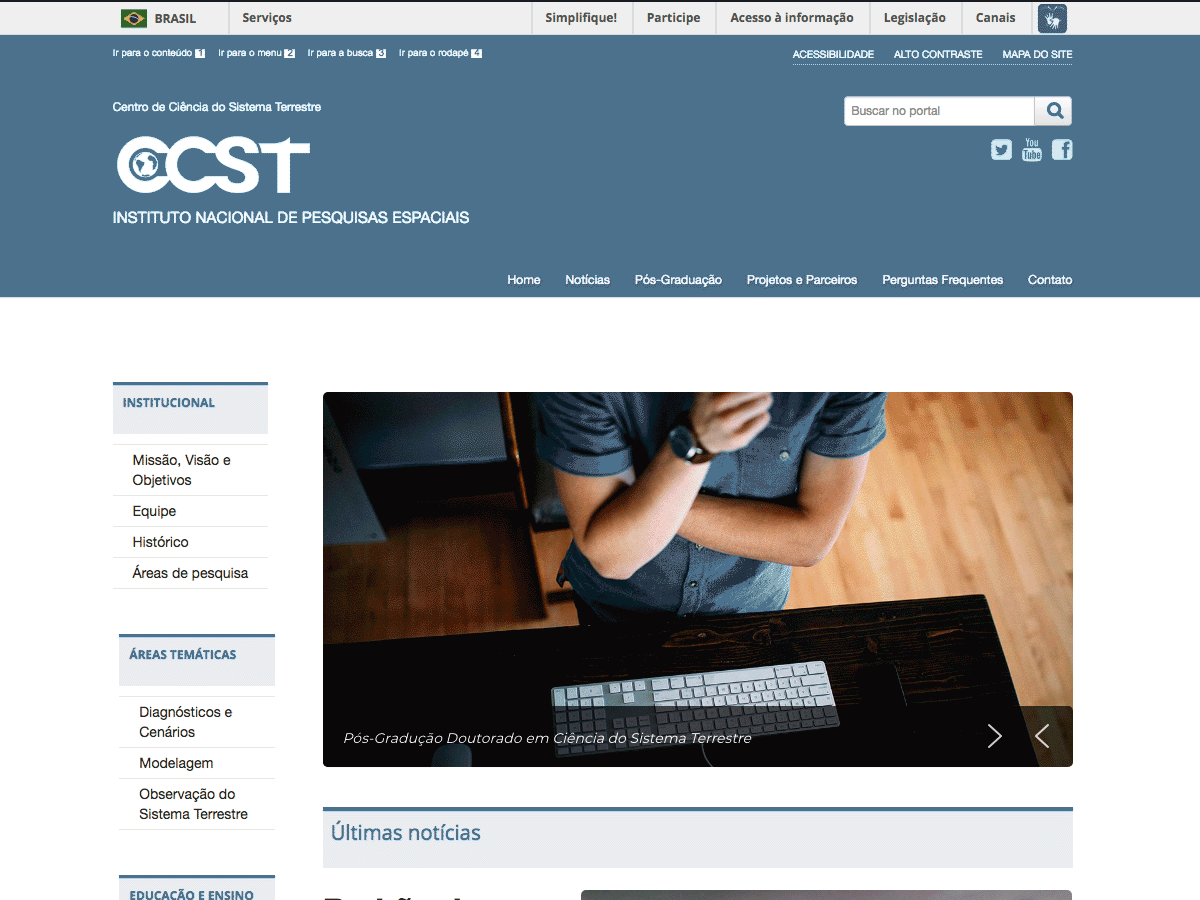 BRASIL
Serviços
Simplifique!
Participe
Acesso à informação
Legislação
Canais
Ir para o conteúdo 1
Ir para o menu 2
Ir para a busca 3
Ir para o rodapé 4
ACESSIBILIDADE
ALTO CONTRASTE
MAPA DO SITE
Centro de Ciência do Sistema Terrestre
CCST
INSTITUTO NACIONAL DE PESQUISAS ESPACIAIS
Buscar no portal
You
Tube
Home
Notícias
Pós-Graduação
Projetos e Parceiros
Perguntas Frequentes
Contato
INSTITUCIONAL
Missão, Visão e
Objetivos
Equipe
Histórico
Áreas de pesquisa
ÁREAS TEMÁTICAS
Diagnósticos e
Cenários
Modelagem
Observação do
Sistema Terrestre
EDUCAÇÃO E ENSINO
Pós-Gradução Doutorado em Ciência do Sistema Terrestre
Últimas notícias